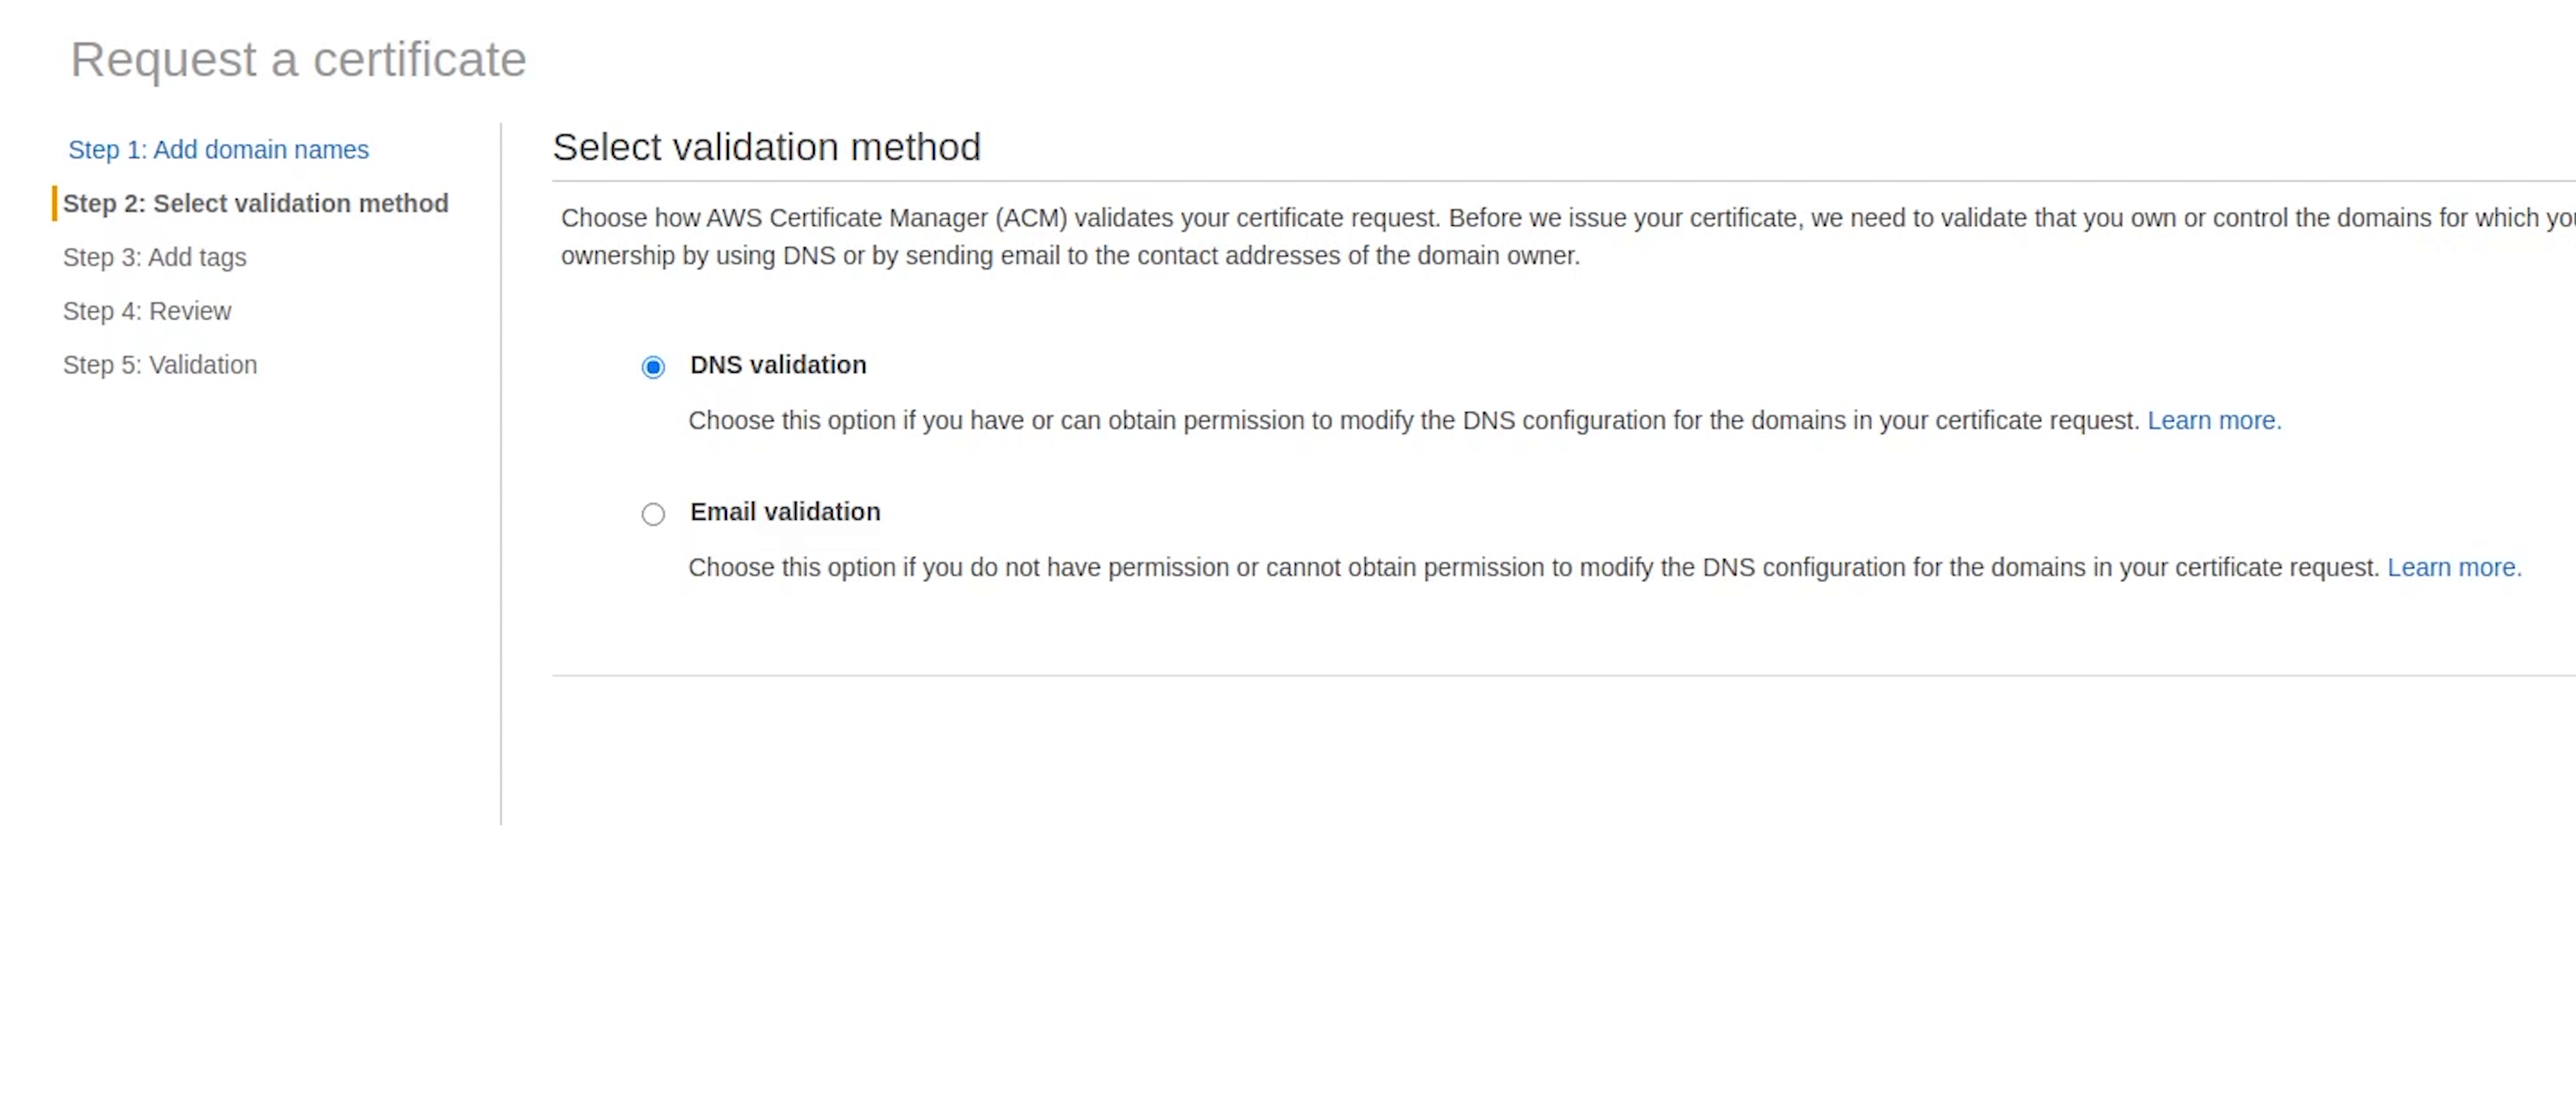 Request a certificate
Step 1: Add domain names
Step 2: Select validation method
Step 3: Add tags
Step 4: Review
Step 5: Validation
Select validation method
Choose how AWS Certificate Manager (ACM) validates your certificate request. Before we issue your certificate, we need to validate that you own or control the domains for which
ownership by using DNS or by sending email to the contact addresses of the domain owner.
DNS validation
Choose this option if you have or can obtain permission to modify the DNS configuration for the domains in your certificate request. Learn more.
Email validation
Choose this option if you do not have permission or cannot obtain permission to modify the DNS configuration for the domains in your certificate request. Learn more.